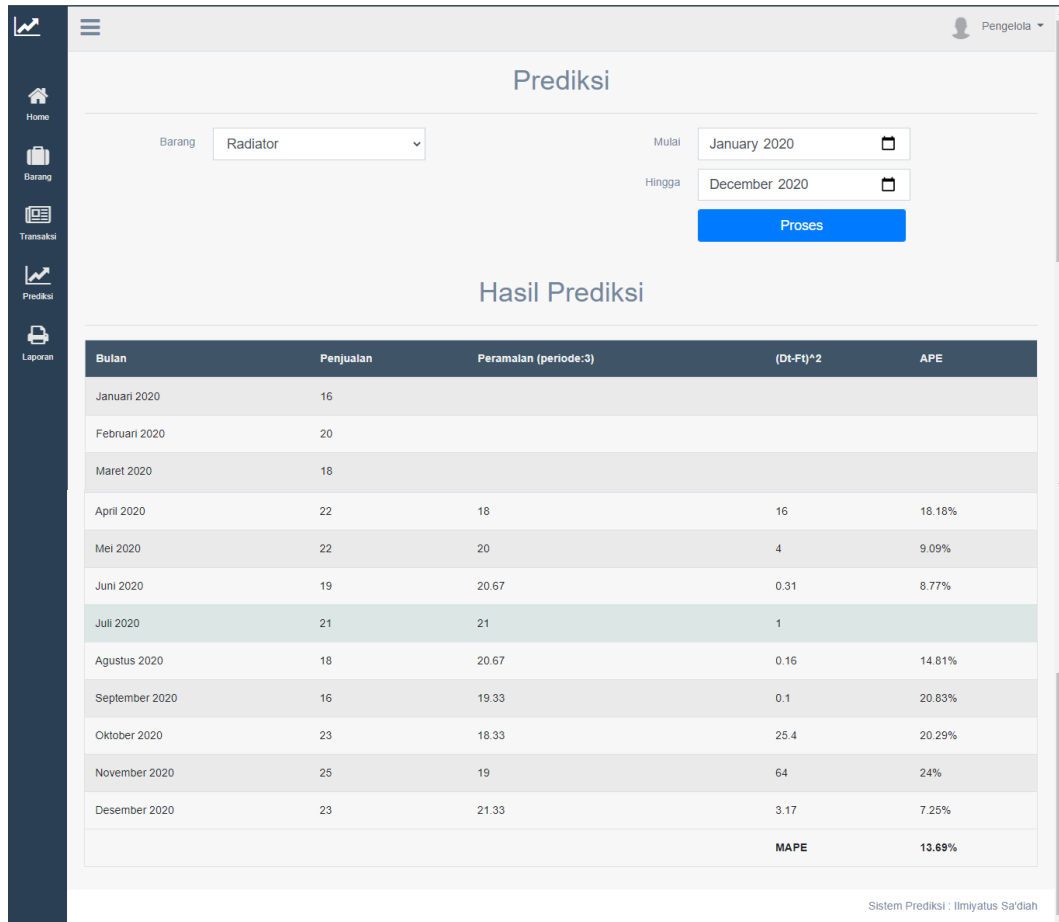 Pengelola
Prediksi
Home
Barang
Transaksi
Prediksi
Laporan
Barang Radiator Mulai January 2020
Hingga December 2020
Proses
Hasil Prediksi
Bulan Penjualan Peramalan (periode:3) (Dt-Ft)^2 APE
Januari 2020 16
Februari 2020 20
Maret 2020 18
April 2020 22 18 16 18.18%
Mei 2020 22 20 4 9.09%
Juni 2020 19 20.67 0.31 8.77%
Juli 2020 21 21 1
Agustus 2020 18 20.67 0.16 14.81%
September 2020 16 19.33 0.1 20.83%
Oktober 2020 23 18.33 25.4 20.29%
November 2020 25 19 64 24%
Desember 2020 23 21.33 3.17 7.25%
MAPE 13.69%
Sistem Prediksi : Ilmiyatus Sa'diah